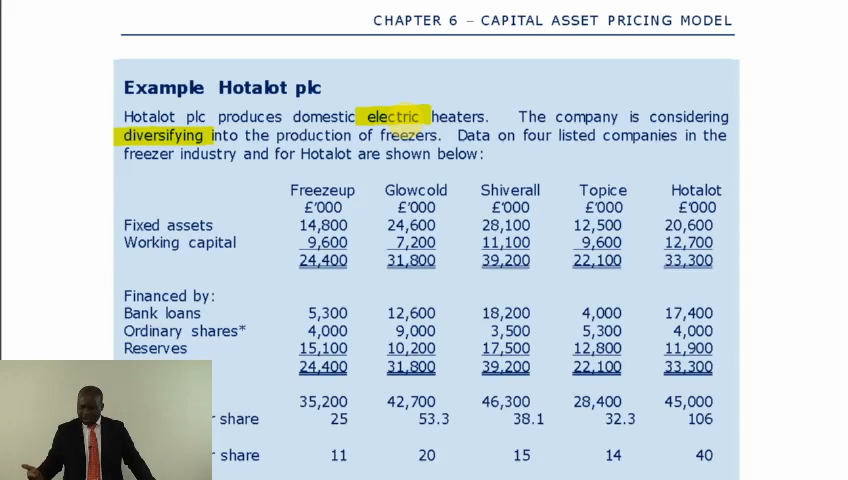 CHAPTER 6 – CAPITAL ASSET PRICING MODEL
Example Hotalot plc
Hotalot plc produces domestic electric heaters. The company is considering
diversifying into the production of freezers. Data on four listed companies in the
freezer industry and for Hotalot are shown below:
Freezeup Glowcold Shiverall Topice Hotalot
£'000 £'000 £'000 £'000 £'000
Fixed assets 14,800 24,600 28,100 12,500 20,600
Working capital 9,600 7,200 11,100 9,600 12,700
24,400 31,800 39,200 22,100 33,300
Financed by:
Bank loans 5,300 12,600 18,200 4,000 17,400
Ordinary shares* 4,000 9,000 3,500 5,300 4,000
Reserves 15,100 10,200 17,500 12,800 11,900
24,400 31,800 39,200 22,100 33,300
35,200 42,700 46,300 28,400 45,000
share 25 53.3 38.1 32.3 106
share 11 20 15 14 40